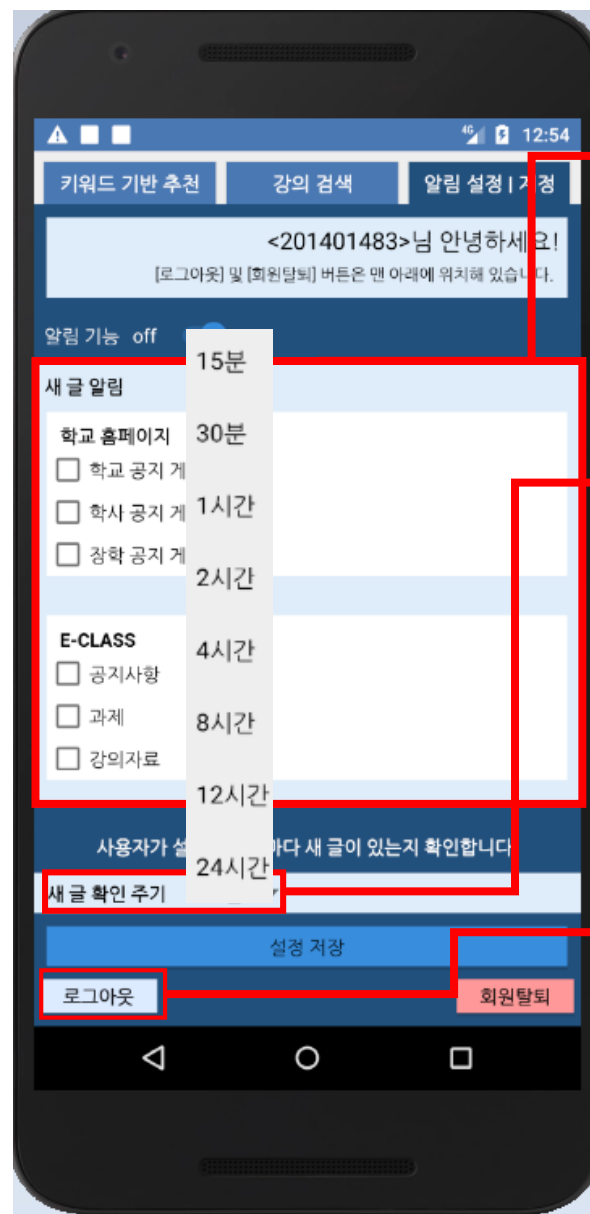 4G 12:54
키워드 기반 추천 강의 검색 알림 설정 |
<201401483>님 안녕하세요!
[로그아웃] 및 [회원탈퇴] 버튼은 맨 아래에 위치해 있습니다.
알림 기능 off
새 글 알림
학교 홈페이지
학교 공지 게
학사 공지 게
장학 공지 게
E-CLASS
공지사항
과제
강의자료
15분
30분
1시간
2시간
4시간
8시간
12시간
24시간
사용자가 마다 새 글이 있는지 확인합니다
새 글 확인 주기
설정 저장
로그아웃 회원탈퇴